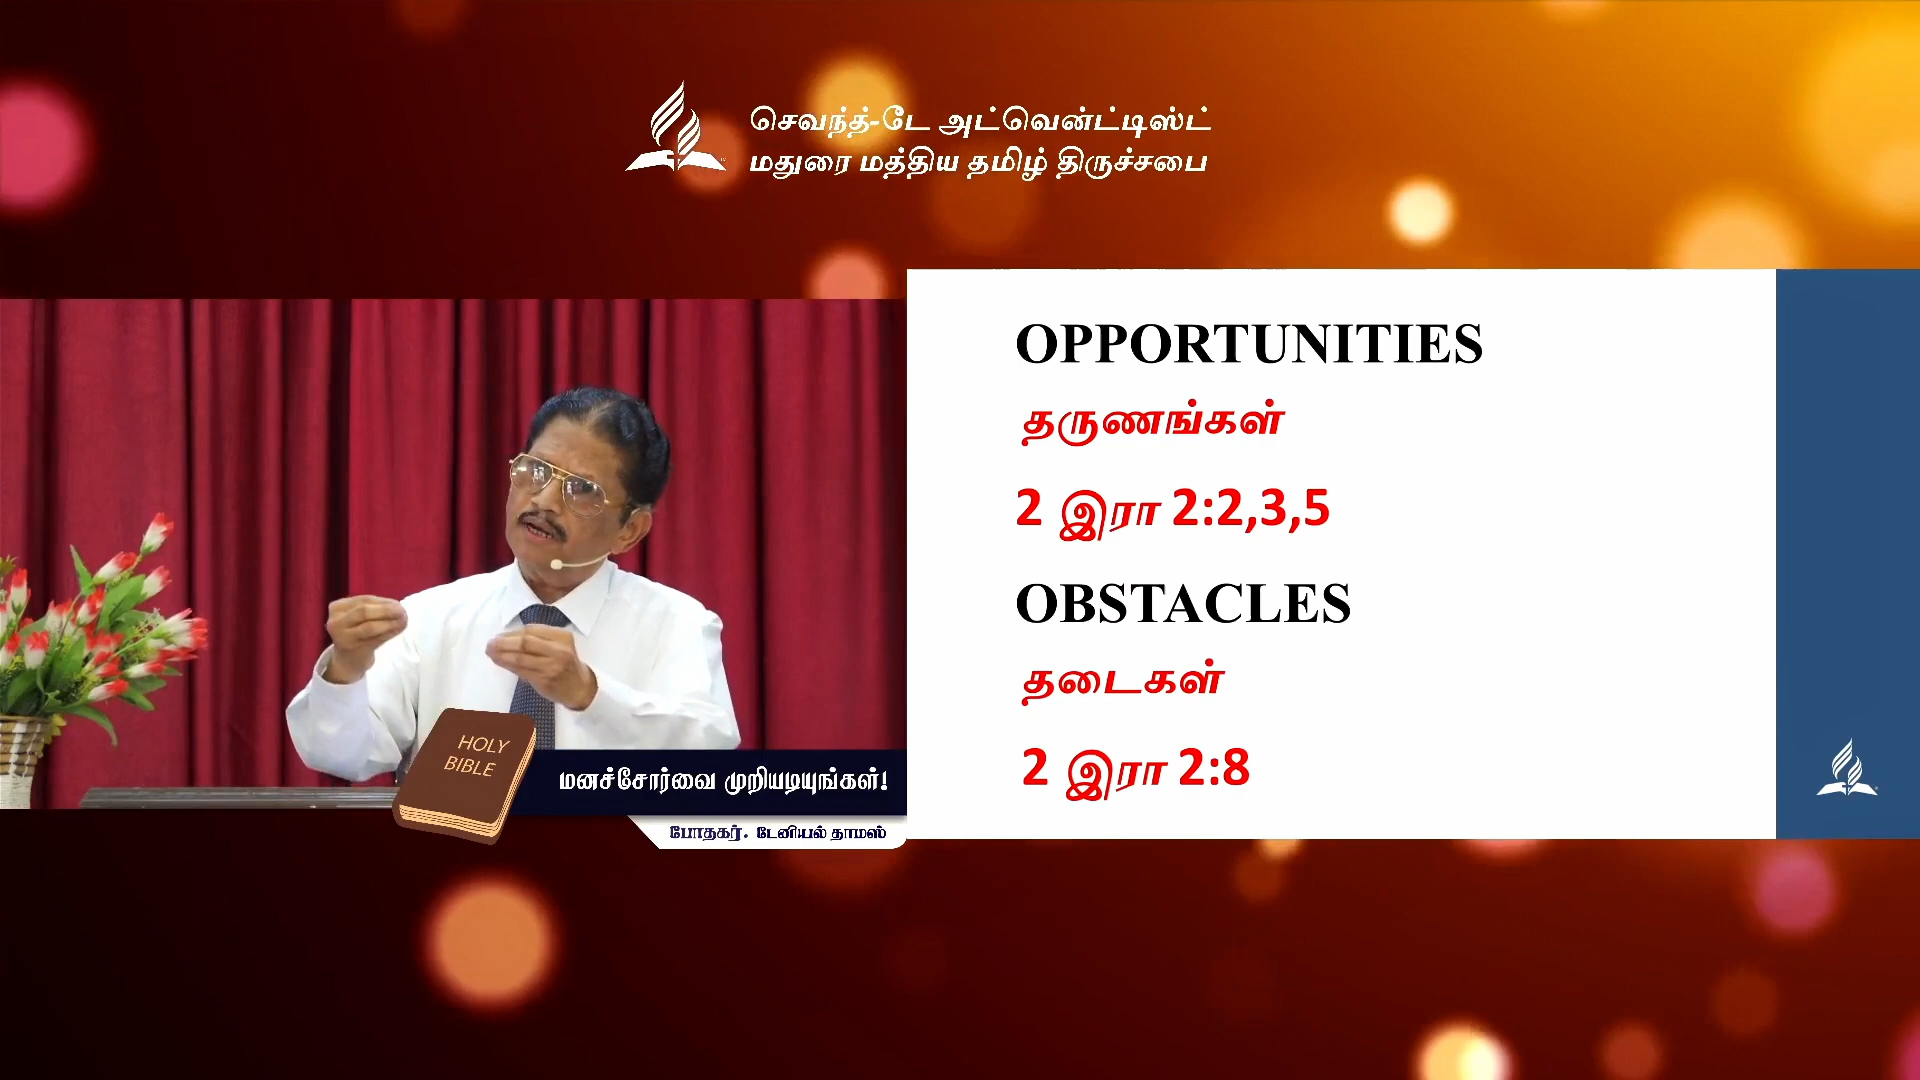 செவந்த்-டே அட்வென்ட்டிஸ்ட்
மதுரை மத்திய தமிழ் திருச்சபை
OPPORTUNITIES
தருணங்கள்
2 இரா 2:2,3,5
OBSTACLES
தடைகள்
2 இரா 2:8
HOLY
BIBLE
மனச்சோர்வை முறியடியுங்கள்!
போதகர். டேனியல் தாமஸ்